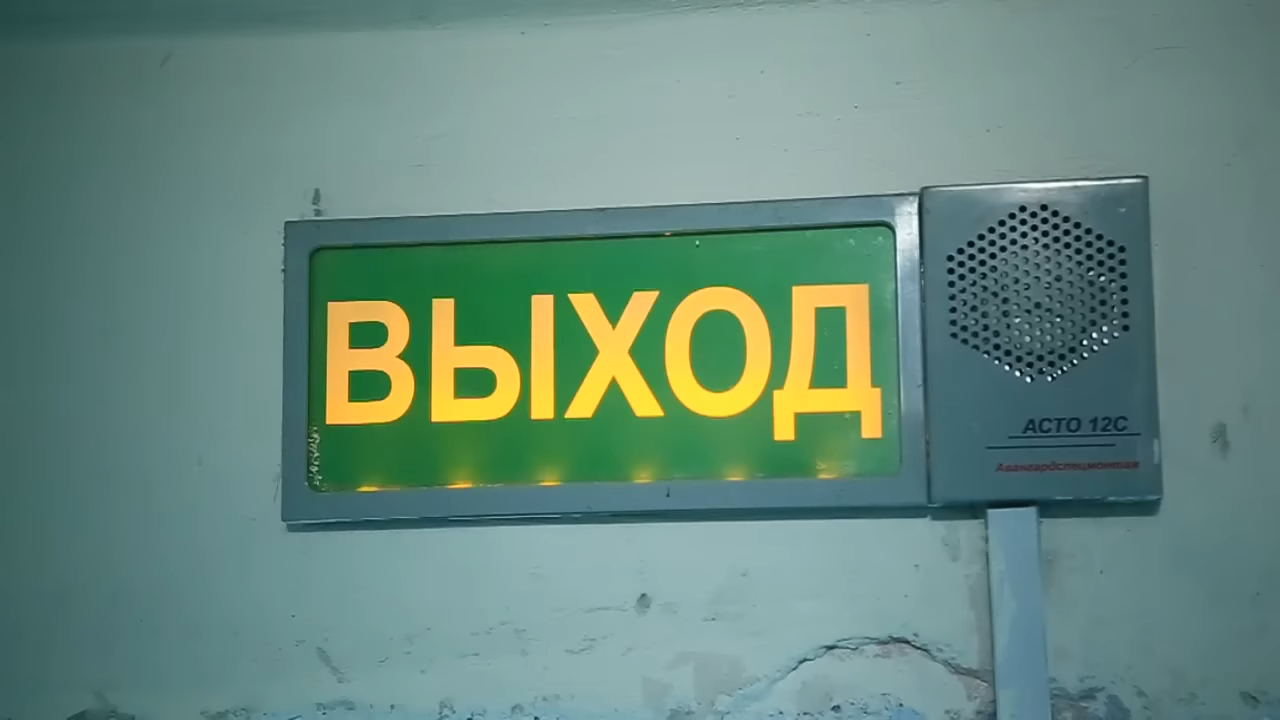 ВЫХОД
АСТО 12С
Авангардспецмонтаж